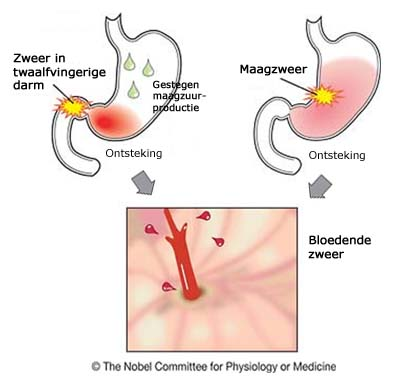 Zweer in
twaalfvingerige
darm
Gestegen
maagzuur-
productie
Ontsteking
Maagzweer
Ontsteking
Bloedende
zweer
© The Nobel Committee for Physiology or Medicine